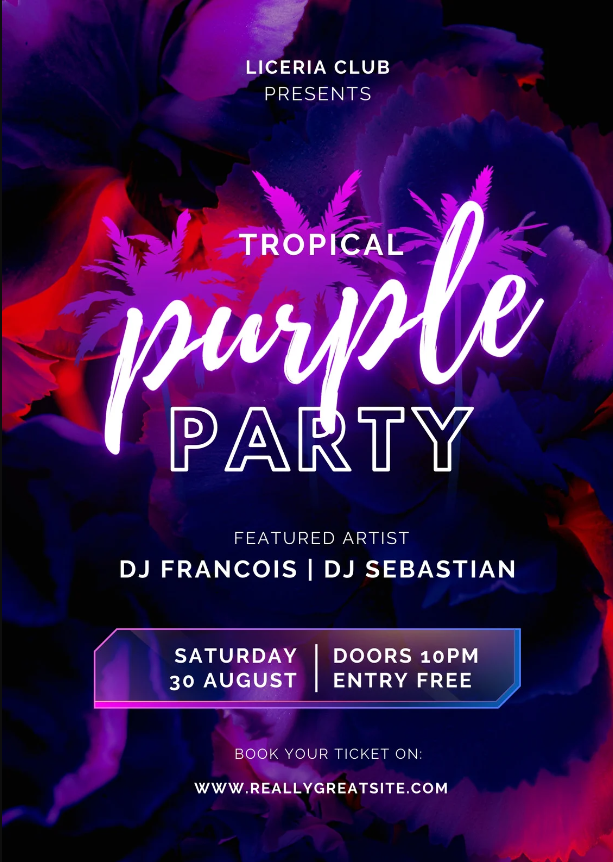 LICERIA CLUB
PRESENTS
TROPICAL
purple
PARTY
FEATURED ARTIST
DJ FRANCOIS | DJ SEBASTIAN
SATURDAY | DOORS 10PM
30 AUGUST | ENTRY FREE
BOOK YOUR TICKET ON:
WWW.REALLYGREATSITE.COM